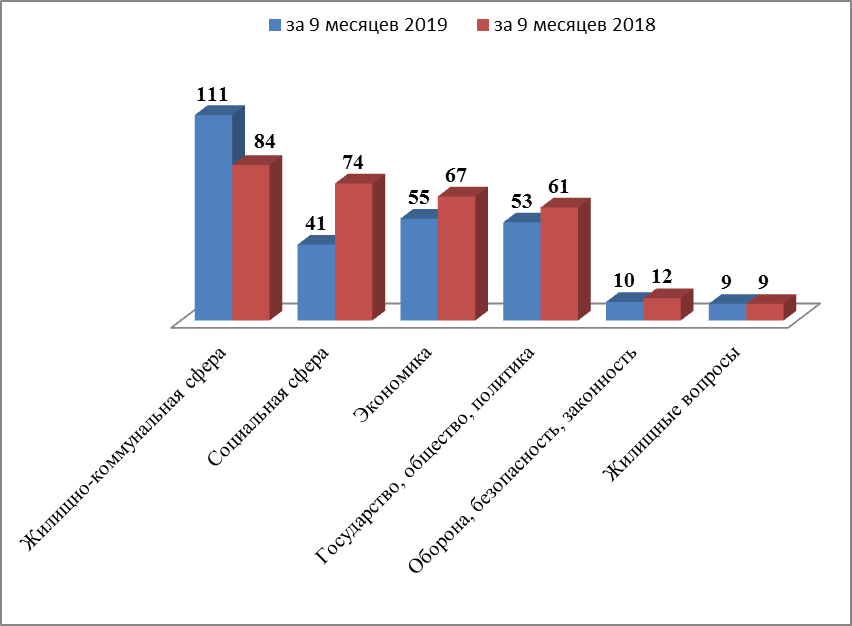 за 9 месяцев 2019 за 9 месяцев 2018
111 84
41 74
55 67
53 61
10 12
9 9
Жилищно-коммунальная сфера
Социальная сфера
Экономика
Государство, общество, политика
Оборона, безопасность, законность
Жилищные вопросы